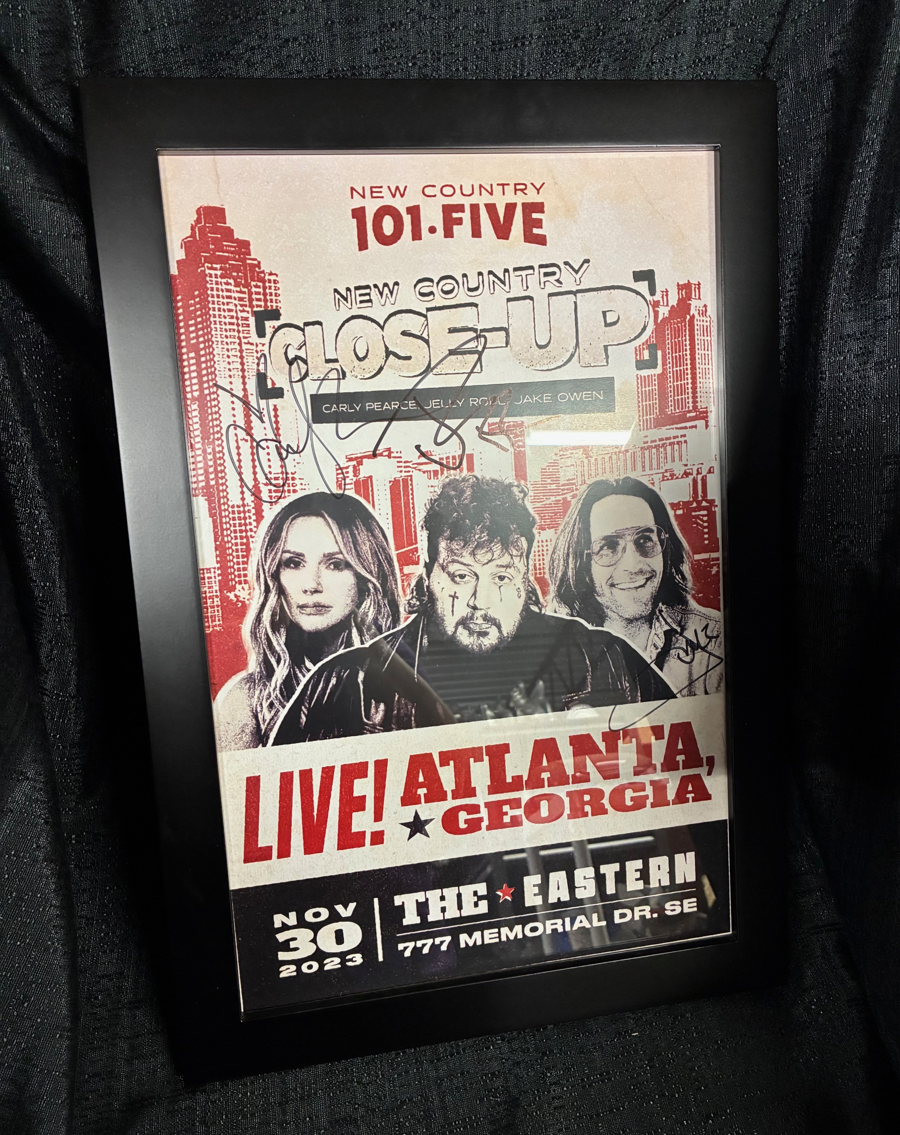 NEW COUNTRY
101.FIVE
NEW COUNTRY
CLOSE-UP
CARLY PEARCE, JELLY ROLL, JAKE OWEN
LIVE! ATLANTA,
GEORGIA
NOV
30
2023
THE EASTERN
777 MEMORIAL DR. SE